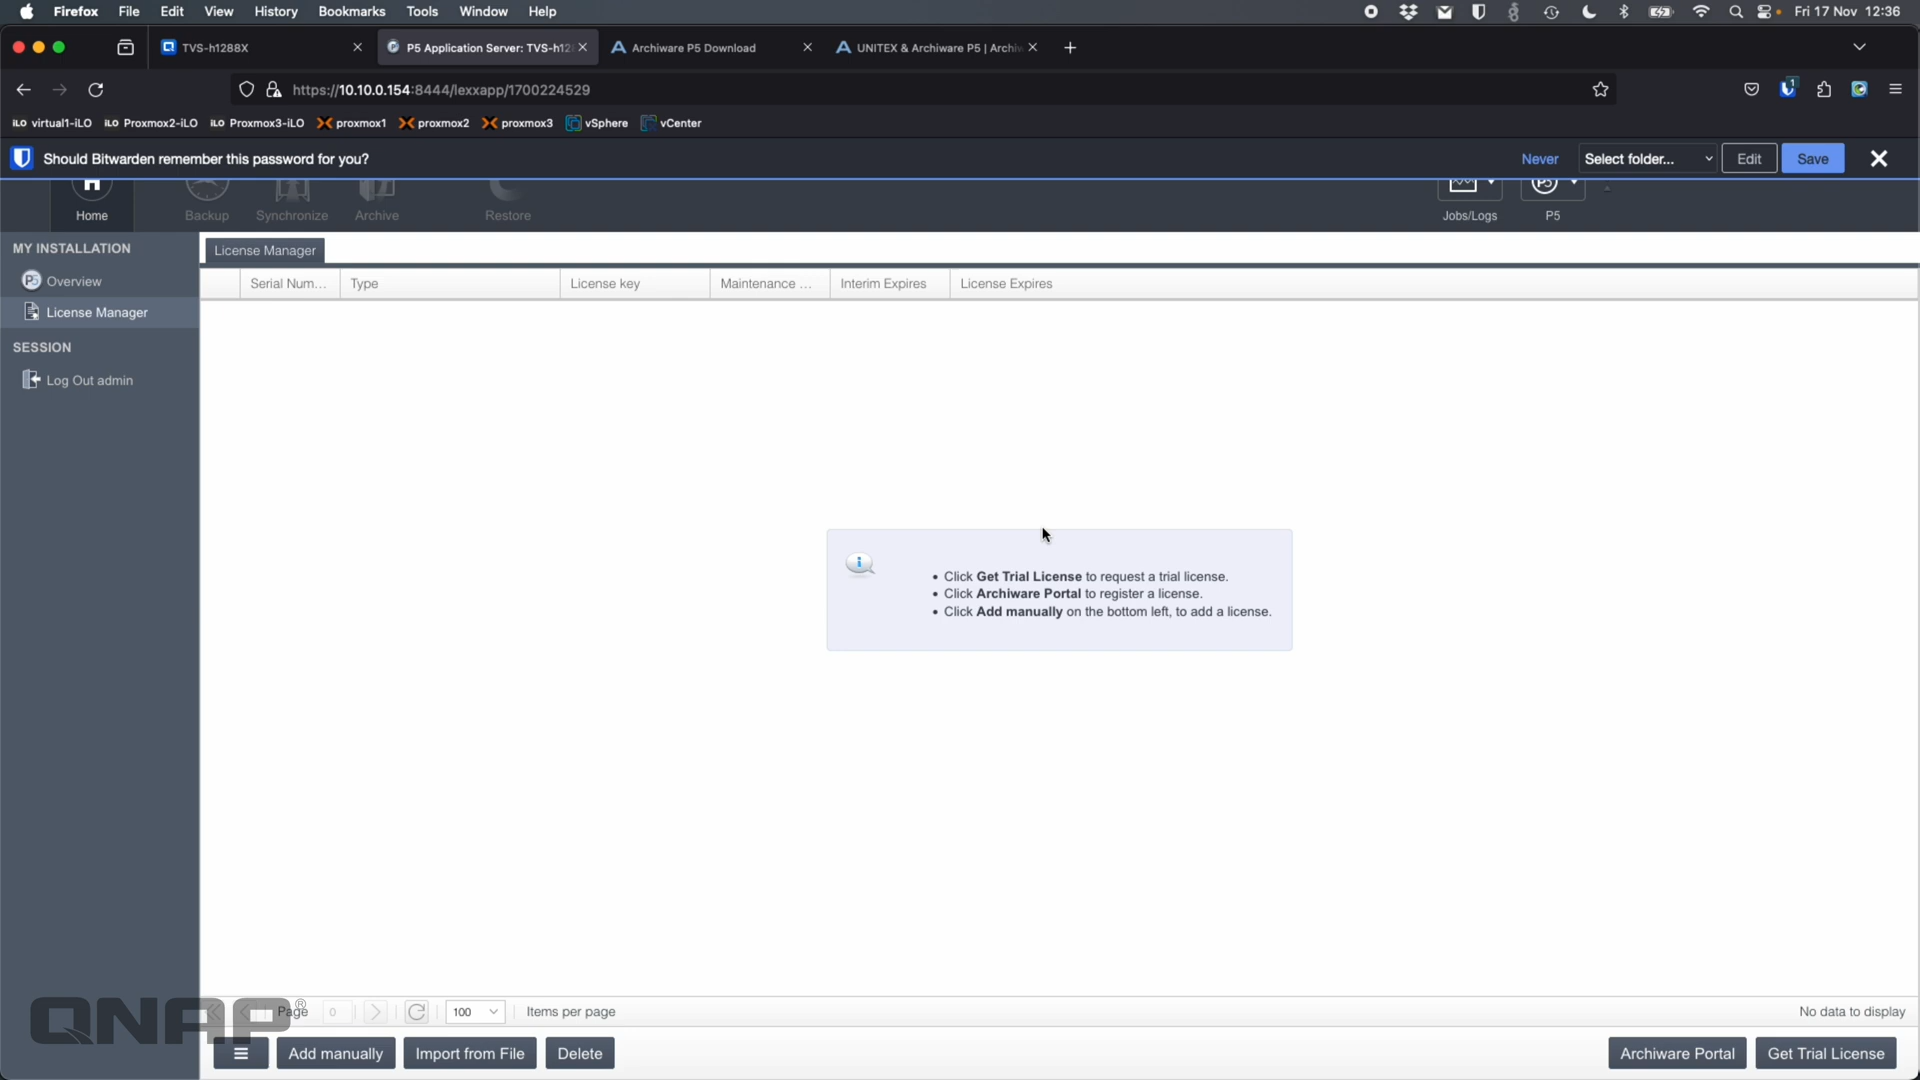 Firefox File Edit View History Bookmarks Tools Window Help Fri 17 Nov 12:36
TVS-h1288X
P5 Application Server: TVS-h12
Archiware P5 Download
UNITEX & Archiware P5 | Archiw
https://10.10.0.154:8444/lexxapp/1700224529
1
iLO virtual1-iLO iLO Proxmox2-iLO iLO Proxmox3-iLO proxmox1 proxmox2 proxmox3 vSphere vCenter
Should Bitwarden remember this password for you? Never Select folder... Edit Save
Home Backup Synchronize Archive Restore Jobs/Logs P5
MY INSTALLATION
P5 Overview
License Manager
SESSION
Log Out admin
License Manager
Serial Num... Type License key Maintenance ... Interim Expires License Expires
• Click Get Trial License to request a trial license.
• Click Archiware Portal to register a license.
• Click Add manually on the bottom left, to add a license.
Page 0 100 Items per page No data to display
QNAP®
Add manually Import from File Delete Archiware Portal Get Trial License